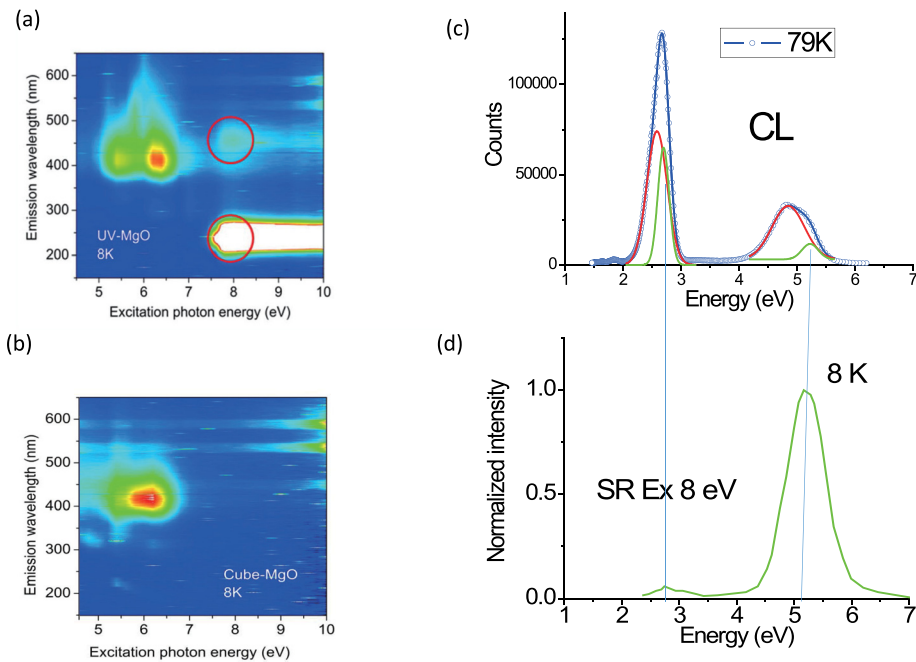 (a)
Emission wavelength (nm)
600
500
400
300
200
UV-MgO
8K
5
6
7
8
9
10
Excitation photon energy (eV)
(b)
Emission wavelength (nm)
600
500
400
300
200
Cube-MgO
8K
5
6
7
8
9
10
Excitation photon energy (eV)
(c)
79K
CL
Counts
100000
50000
0
1
2
3
4
5
6
7
Energy (eV)
(d)
8 K
SR Ex 8 eV
Normalized intensity
1.0
0.5
0.0
1
2
3
4
5
6
7
Energy (eV)